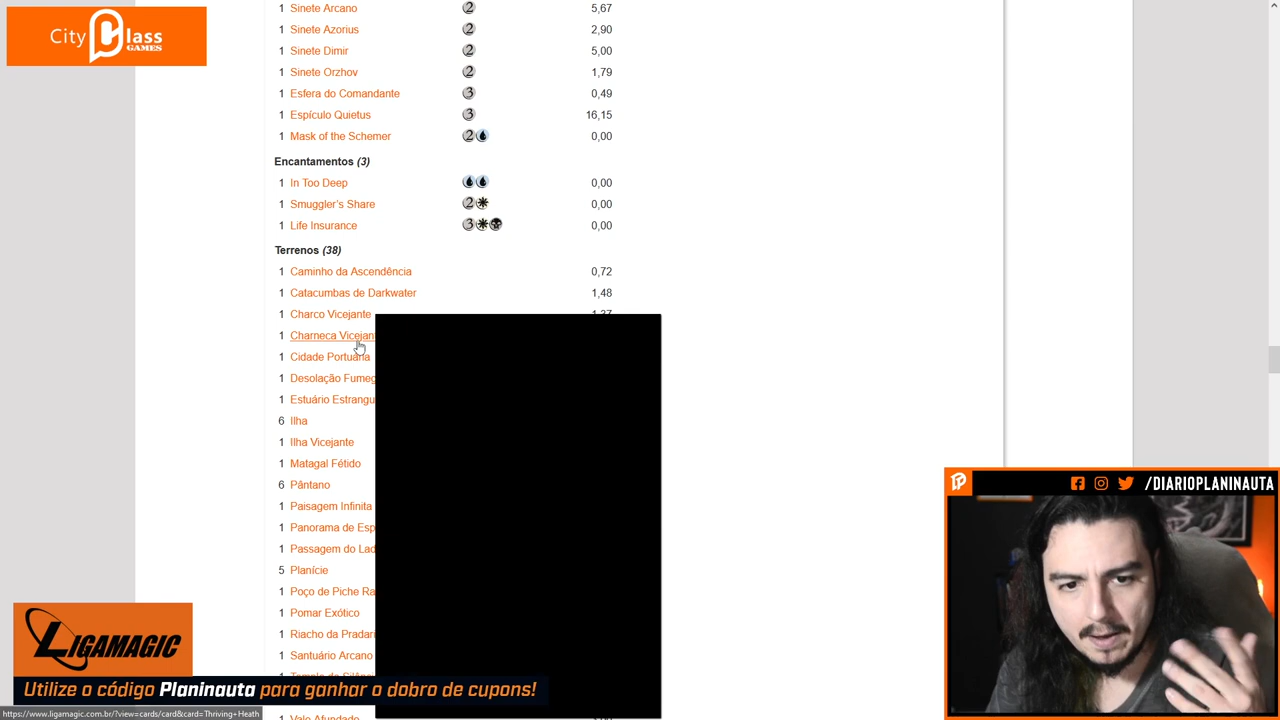 City Class GAMES
1 Sinete Arcano 2 5,67
1 Sinete Azorius 2 2,90
1 Sinete Dimir 2 5,00
1 Sinete Orzhov 2 1,79
1 Esfera do Comandante 3 0,49
1 Espículo Quietus 3 16,15
1 Mask of the Schemer 2 0,00
Encantamentos (3)
1 In Too Deep 0,00
1 Smuggler's Share 2 0,00
1 Life Insurance 3 0,00
Terrenos (38)
1 Caminho da Ascendência 0,72
1 Catacumbas de Darkwater 1,48
1 Charco Vicejante 1,37
1 Charneca Vicejan
1 Cidade Portuária
1 Desolação Fumeg
1 Estuário Estrangu
6 Ilha
1 Ilha Vicejante
1 Matagal Fétido
6 Pântano
1 Paisagem Infinita
1 Panorama de Esp
1 Passagem do Lad
5 Planície
1 Poço de Piche Ra
1 Pomar Exótico
1 Riacho da Pradar
1 Santuário Arcano
Vale Afundado
LIGAMAGIC
Utilize o código Planinauta para ganhar o dobro de cupons!
https://www.ligamagic.com.br/?view=cards/card&card=Thriving+Heath
/DIARIOPLANINAUTA